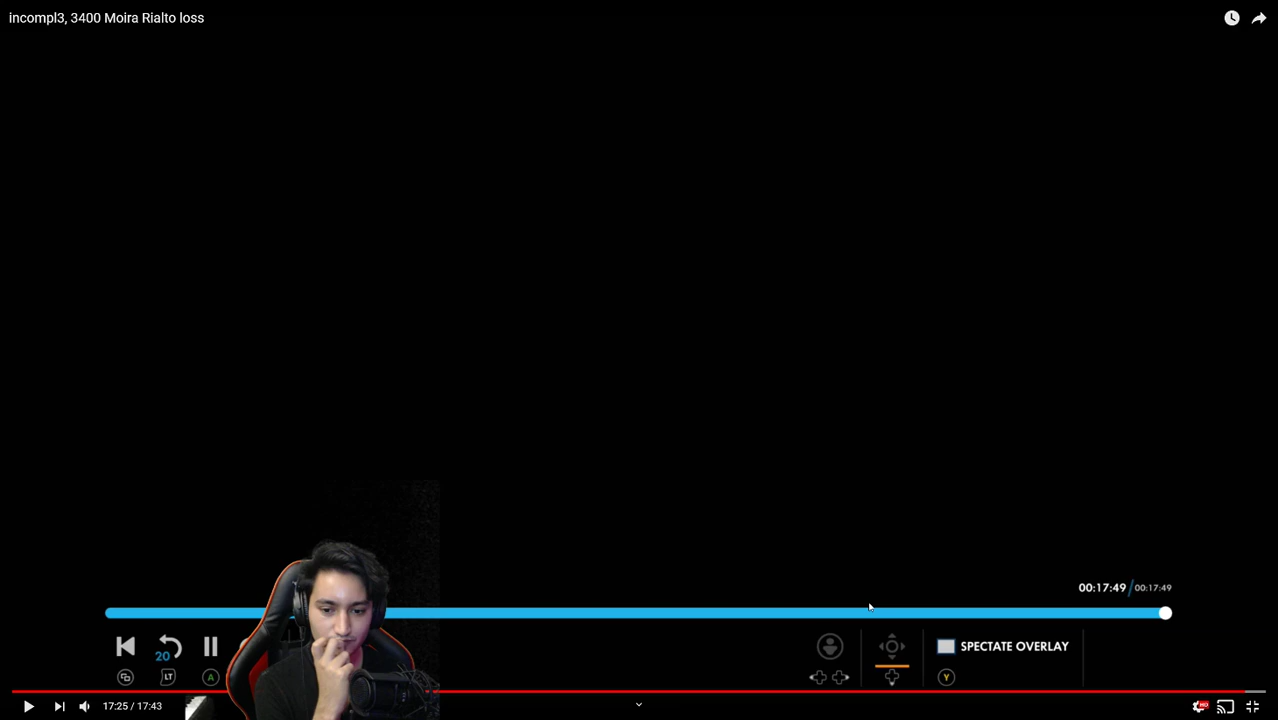 incompl3, 3400 Moira Rialto loss
00:17:49 / 00:17:49
20
SPECTATE OVERLAY
LT
A
Y
17:25 / 17:43
HD